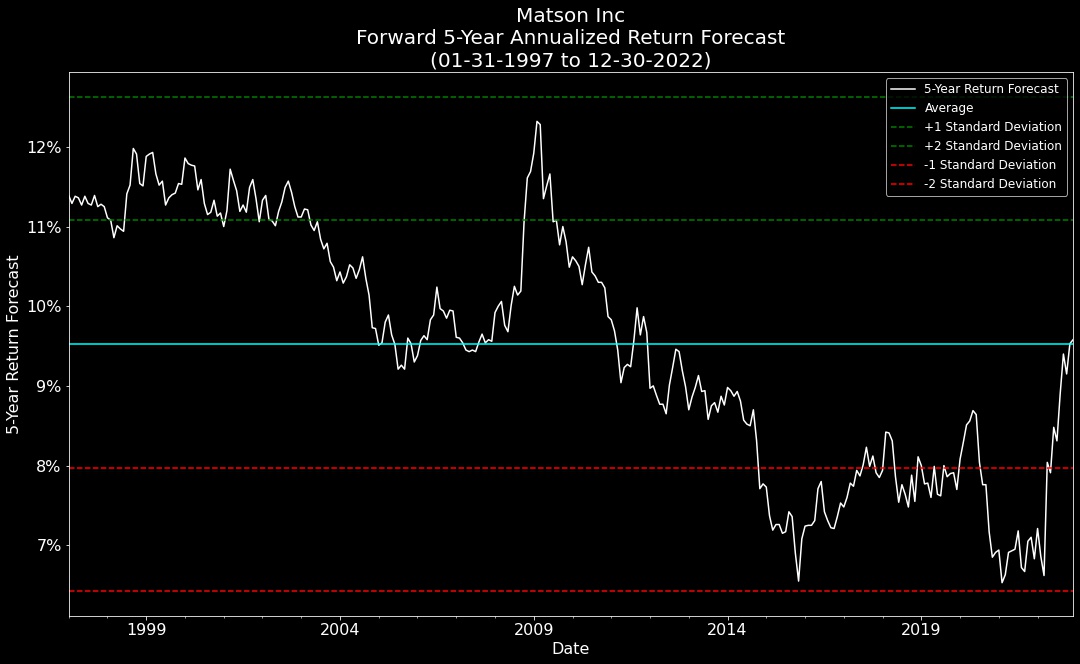 Matson Inc
Forward 5-Year Annualized Return Forecast
(01-31-1997 to 12-30-2022)
5-Year Return Forecast
Average
+1 Standard Deviation
+2 Standard Deviation
-1 Standard Deviation
-2 Standard Deviation
5-Year Return Forecast
12%
11%
10%
9%
8%
7%
1999
2004
2009
2014
2019
Date